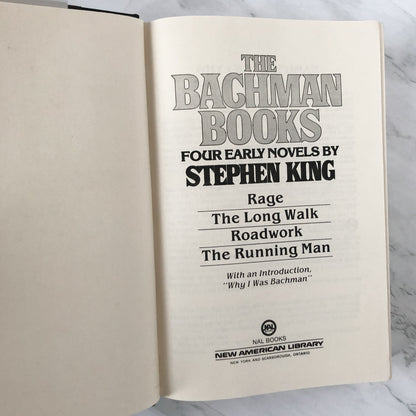 THE
BACHMAN
BOOKS
FOUR EARLY NOVELS BY
STEPHEN KING
Rage
The Long Walk
Roadwork
The Running Man
With an Introduction,
"Why I Was Bachman"
NAL
NAL BOOKS
NEW AMERICAN LIBRARY
NEW YORK AND SCARBOROUGH, ONTARIO